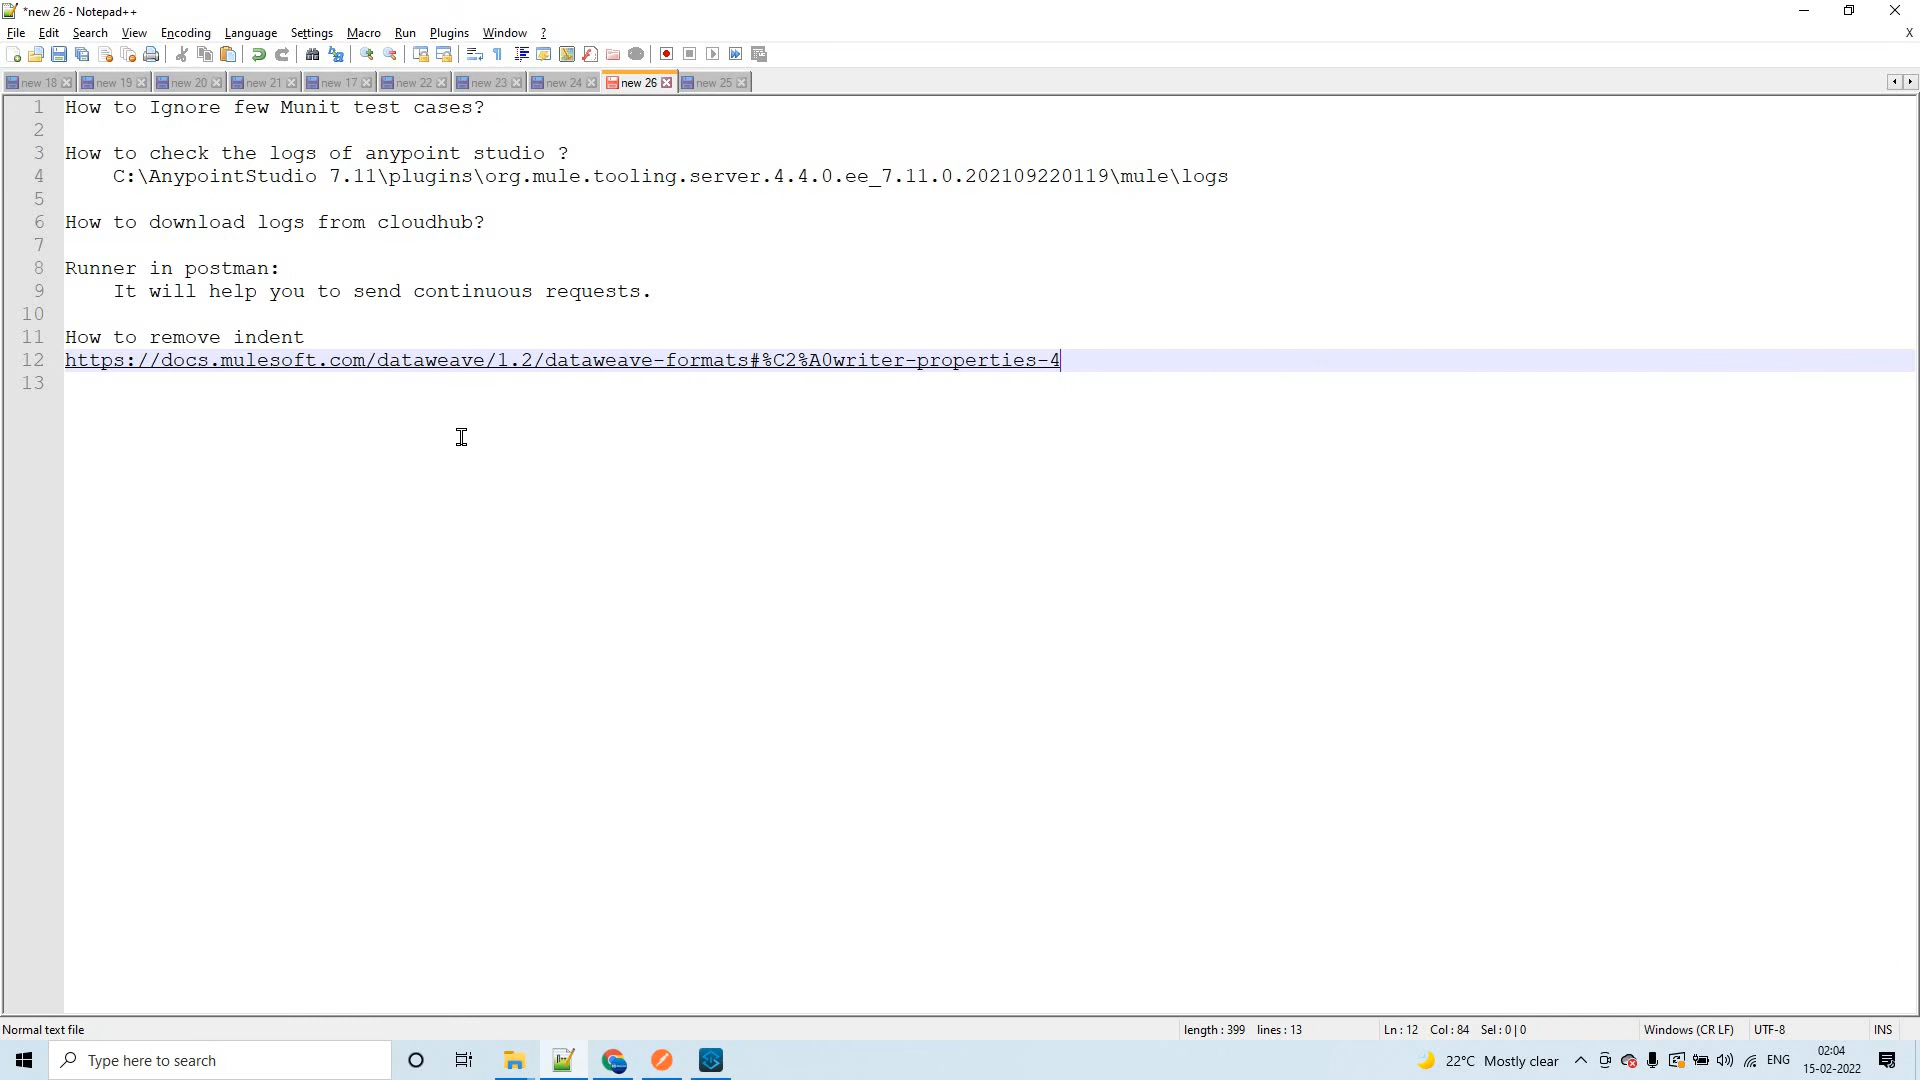 *new 26 - Notepad++
File Edit Search View Encoding Language Settings Macro Run Plugins Window ? X
new 18 new 19 new 20 new 21 new 17 new 22 new 23 new 24 new 26 new 25
1 How to Ignore few Munit test cases?
2
3 How to check the logs of anypoint studio ?
4 C:\AnypointStudio 7.11\plugins\org.mule.tooling.server.4.4.0.ee_7.11.0.202109220119\mule\logs
5
6 How to download logs from cloudhub?
7
8 Runner in postman:
9 It will help you to send continuous requests.
10
11 How to remove indent
12 https://docs.mulesoft.com/dataweave/1.2/dataweave-formats#%C2%A0writer-properties-4
13
Normal text file length : 399 lines : 13 Ln : 12 Col : 84 Sel : 0 | 0 Windows (CR LF) UTF-8 INS
Type here to search 22°C Mostly clear ENG 02:04
15-02-2022